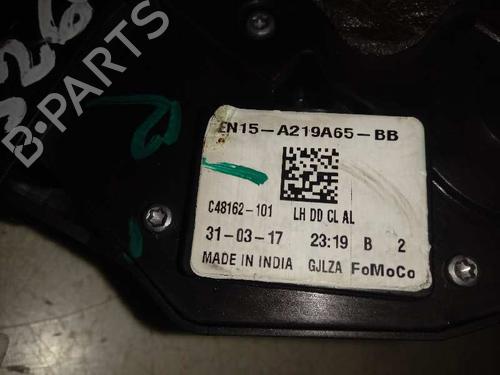 326
B-PARTS
EN15-A219A65-BB
C48162-101 LH DD CL AL
31-03-17 23:19 B 2
MADE IN INDIA GJLZA FoMoCo